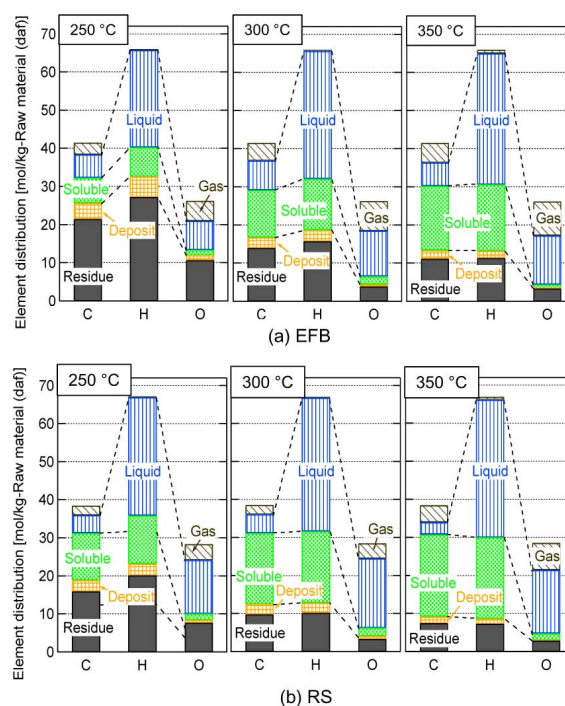 250 °C 300 °C 350 °C
Element distribution [mol/kg-Raw material (daf)]
70
60
50
40
30
20
10
0
Liquid Liquid Liquid
Soluble Gas
Deposit
Residue
Gas
Soluble
Deposit
Residue
Gas
Soluble
Deposit
Residue
C H O C H O C H O
(a) EFB
250 °C 300 °C 350 °C
Element distribution [mol/kg-Raw material (daf)]
70
60
50
40
30
20
10
0
Liquid Liquid Liquid
Gas
Soluble
Deposit
Residue
Gas
Soluble
Deposit
Residue
Gas
Soluble
Deposit
Residue
C H O C H O C H O
(b) RS